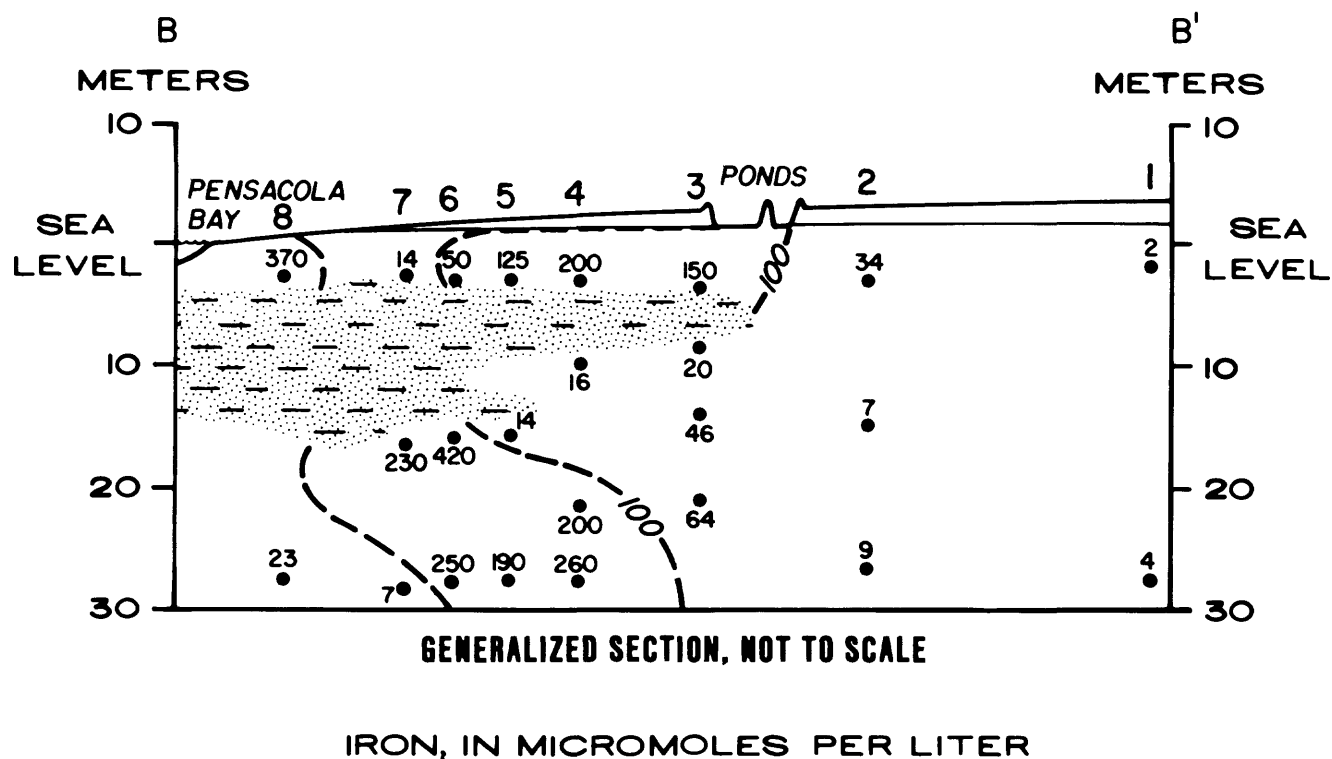 B B'
METERS METERS
10 10
PENSACOLA
BAY
8 7 6 5 4 3 PONDS 2 1
SEA SEA
LEVEL LEVEL
370 14 50 125 200 150 100 34 2
10 10
16 20
14 46 7
230 420
20 20
200 100 64
23 7 250 190 260 9 4
30 30
GENERALIZED SECTION, NOT TO SCALE
IRON, IN MICROMOLES PER LITER